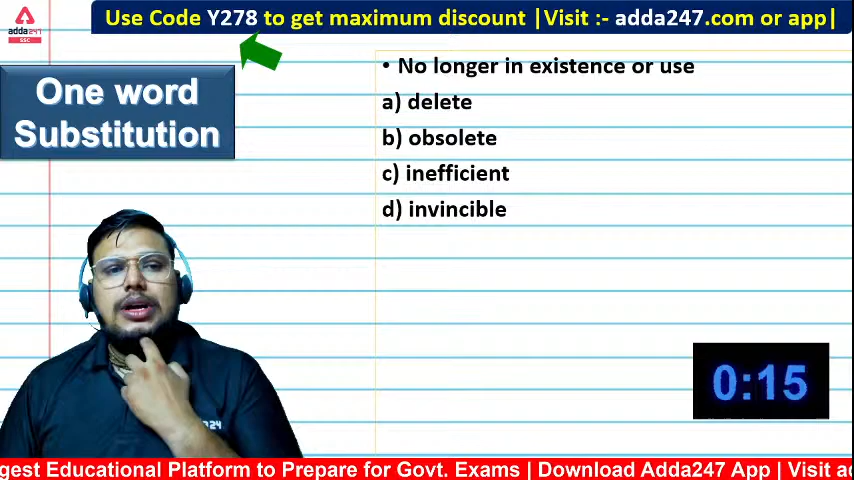 Use Code Y278 to get maximum discount |Visit :- adda247.com or app|
adda247
SSC
One word
Substitution
• No longer in existence or use
a) delete
b) obsolete
c) inefficient
d) invincible
0:15
gest Educational Platform to Prepare for Govt. Exams | Download Adda247 App | Visit